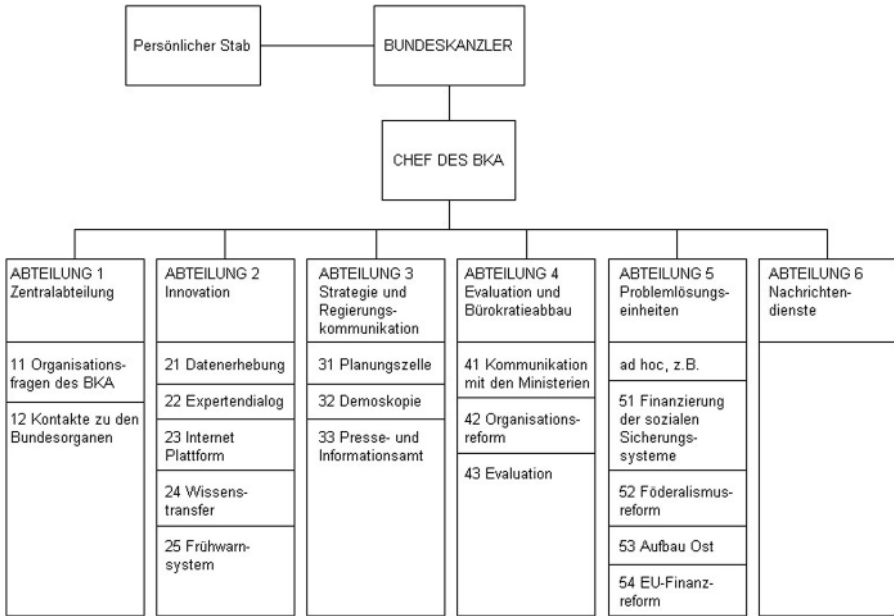 Persönlicher Stab
BUNDESKANZLER
CHEF DES BKA
ABTEILUNG 1
Zentralabteilung
11 Organisations-
fragen des BKA
12 Kontakte zu den
Bundesorganen
ABTEILUNG 2
Innovation
21 Datenerhebung
22 Expertendialog
23 Internet
Plattform
24 Wissens-
transfer
25 Frühwarn-
system
ABTEILUNG 3
Strategie und
Regierungs-
kommunikation
31 Planungszelle
32 Demoskopie
33 Presse- und
Informationsamt
ABTEILUNG 4
Evaluation und
Bürokratieabbau
41 Kommunikation
mit den Ministerien
42 Organisations-
reform
43 Evaluation
ABTEILUNG 5
Problemlösungs-
einheiten
ad hoc, z.B.
51 Finanzierung
der sozialen
Sicherungs-
systeme
52 Föderalismus-
reform
53 Aufbau Ost
54 EU-Finanz-
reform
ABTEILUNG 6
Nachrichten-
dienste